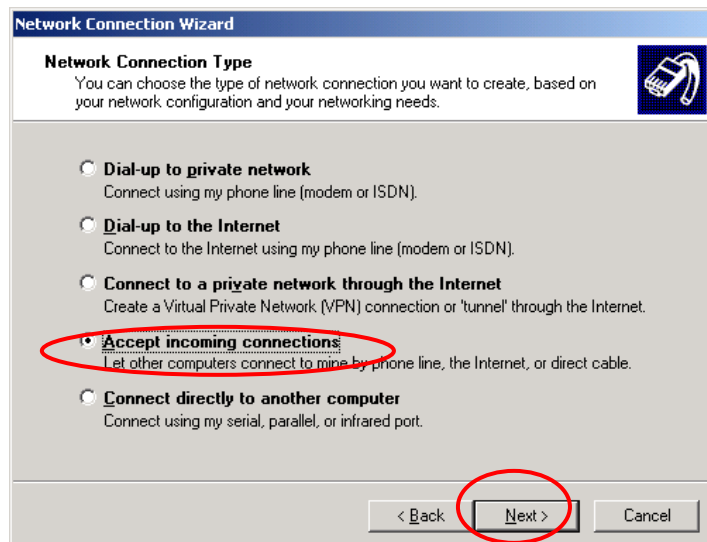 Network Connection Wizard
Network Connection Type
You can choose the type of network connection you want to create, based on
your network configuration and your networking needs.
Dial-up to private network
Connect using my phone line (modem or ISDN).
Dial-up to the Internet
Connect to the Internet using my phone line (modem or ISDN).
Connect to a private network through the Internet
Create a Virtual Private Network (VPN) connection or 'tunnel' through the Internet.
Accept incoming connections
Let other computers connect to mine by phone line, the Internet, or direct cable.
Connect directly to another computer
Connect using my serial, parallel, or infrared port.
< Back Next > Cancel